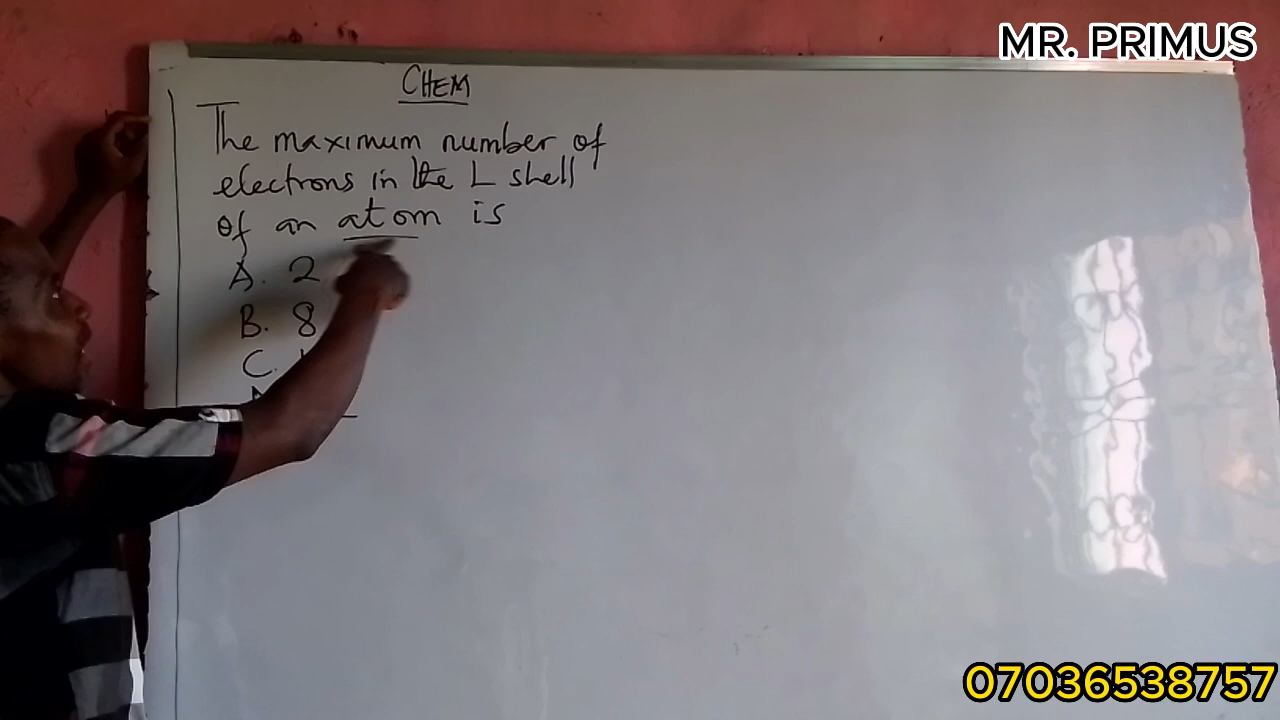 MR. PRIMUS
CHEM
The maximum number of
electrons in the L shell
of an atom is
A. 2
B. 8
C.
07036538757